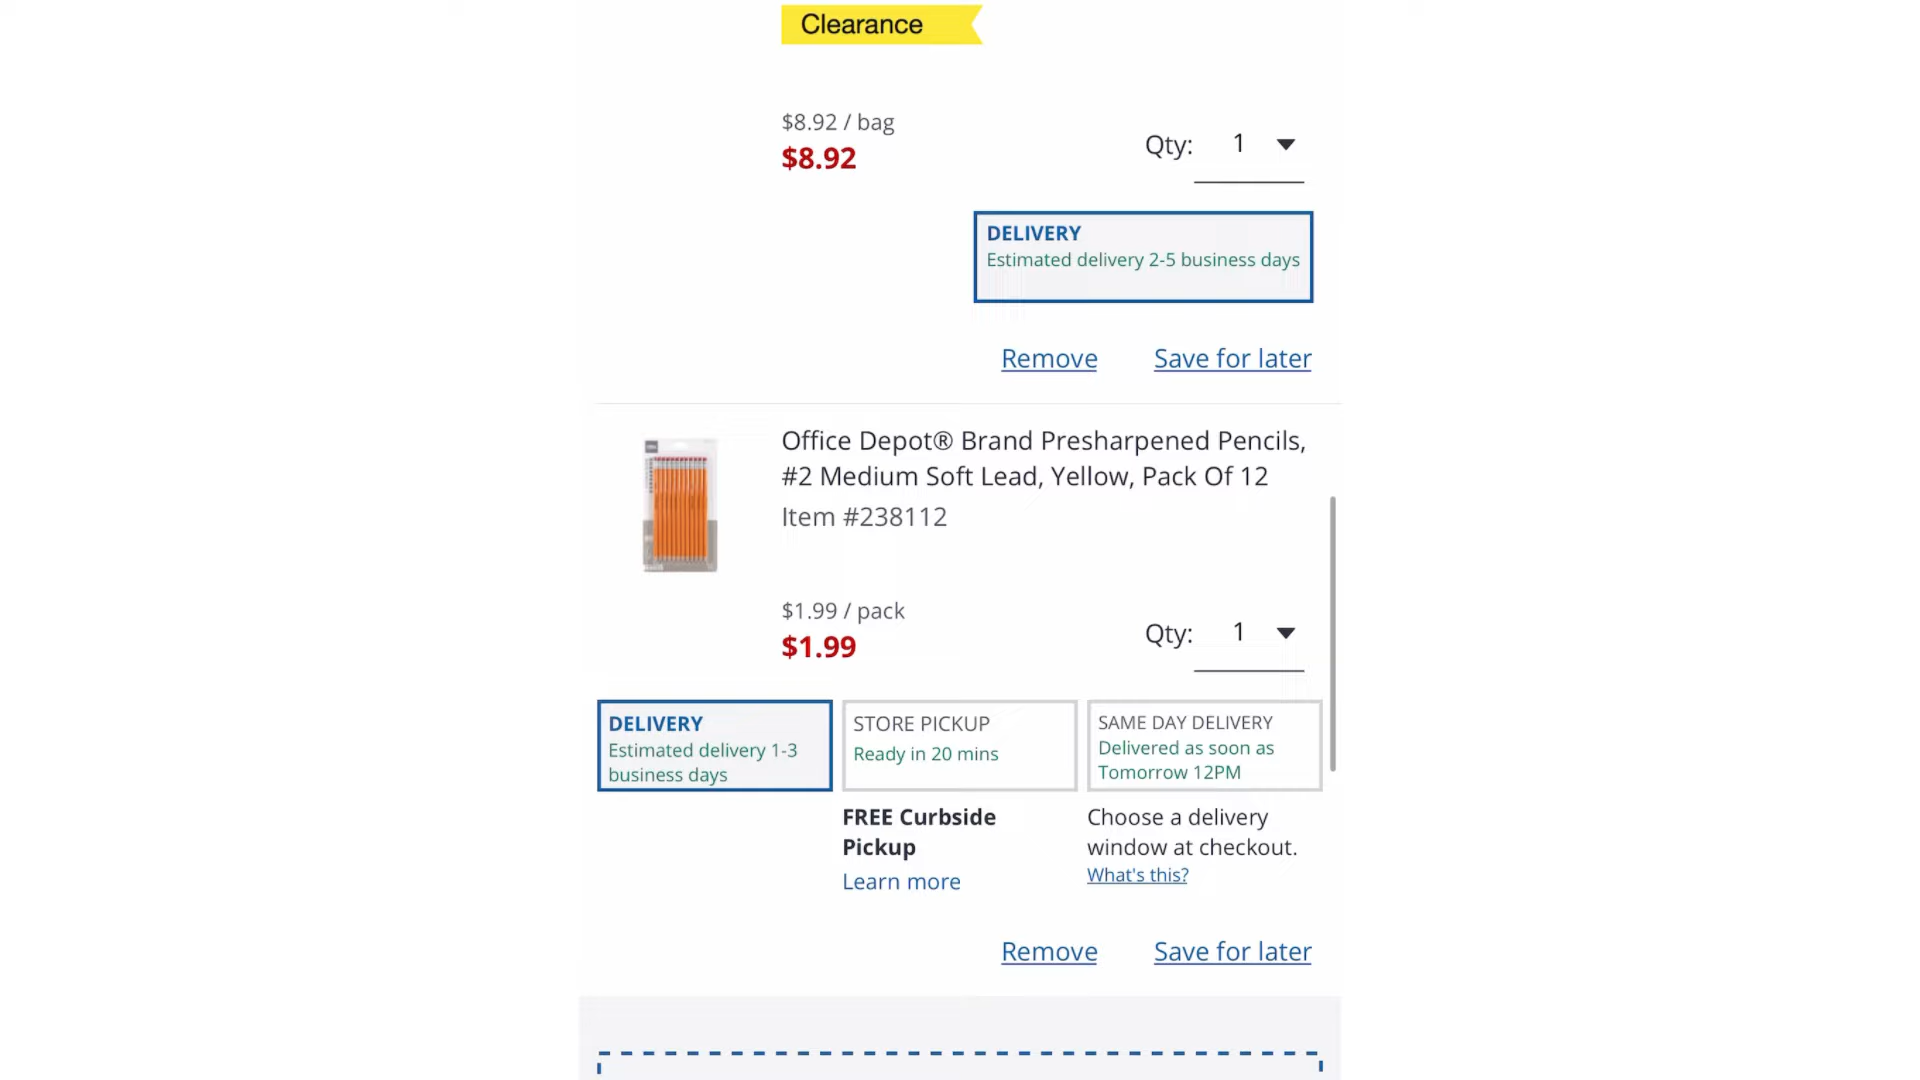 Clearance
$8.92 / bag
$8.92
Qty: 1
DELIVERY
Estimated delivery 2-5 business days
Remove
Save for later
Office Depot® Brand Presharpened Pencils,
#2 Medium Soft Lead, Yellow, Pack Of 12
Item #238112
$1.99 / pack
$1.99
Qty: 1
DELIVERY
Estimated delivery 1-3
business days
STORE PICKUP
Ready in 20 mins
FREE Curbside
Pickup
Learn more
SAME DAY DELIVERY
Delivered as soon as
Tomorrow 12PM
Choose a delivery
window at checkout.
What's this?
Remove
Save for later